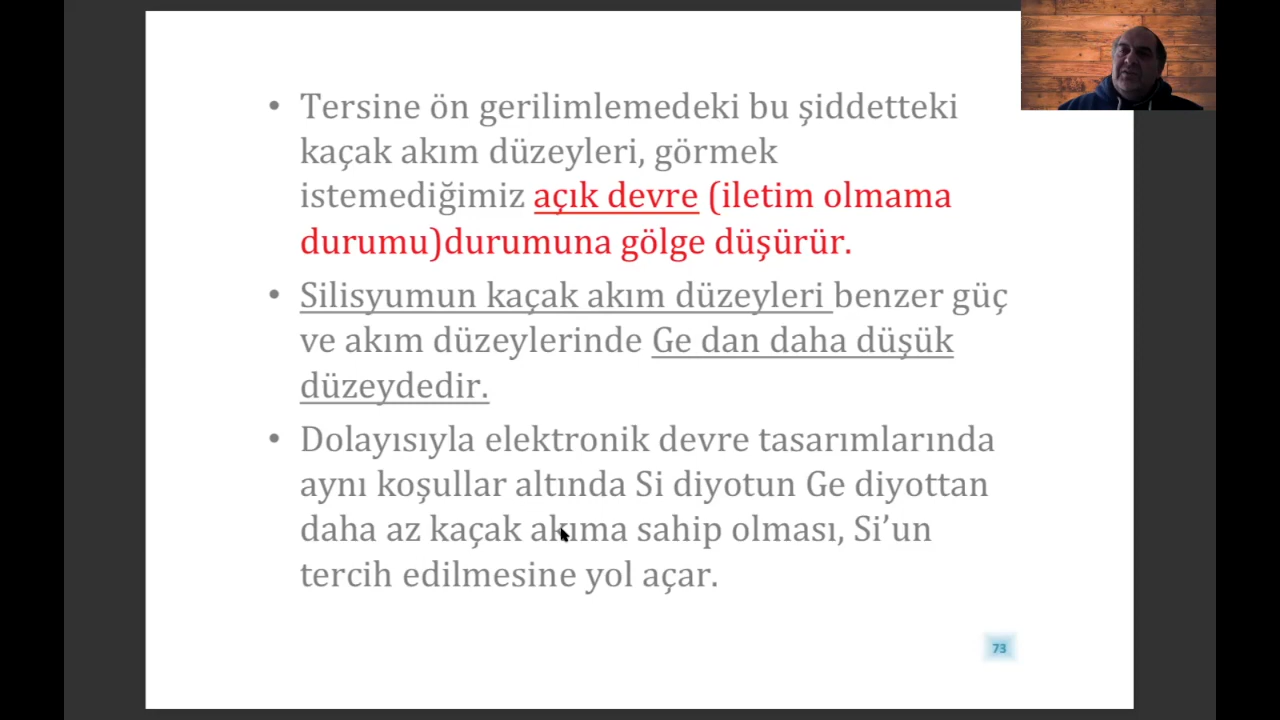 • Tersine ön gerilimlemedeki bu şiddetteki
kaçak akım düzeyleri, görmek
istemediğimiz açık devre (iletim olmama
durumu)durumuna gölge düşürür.
• Silisyumun kaçak akım düzeyleri benzer güç
ve akım düzeylerinde Ge dan daha düşük
düzeydedir.
• Dolayısıyla elektronik devre tasarımlarında
aynı koşullar altında Si diyotun Ge diyottan
daha az kaçak akıma sahip olması, Si’un
tercih edilmesine yol açar.
73